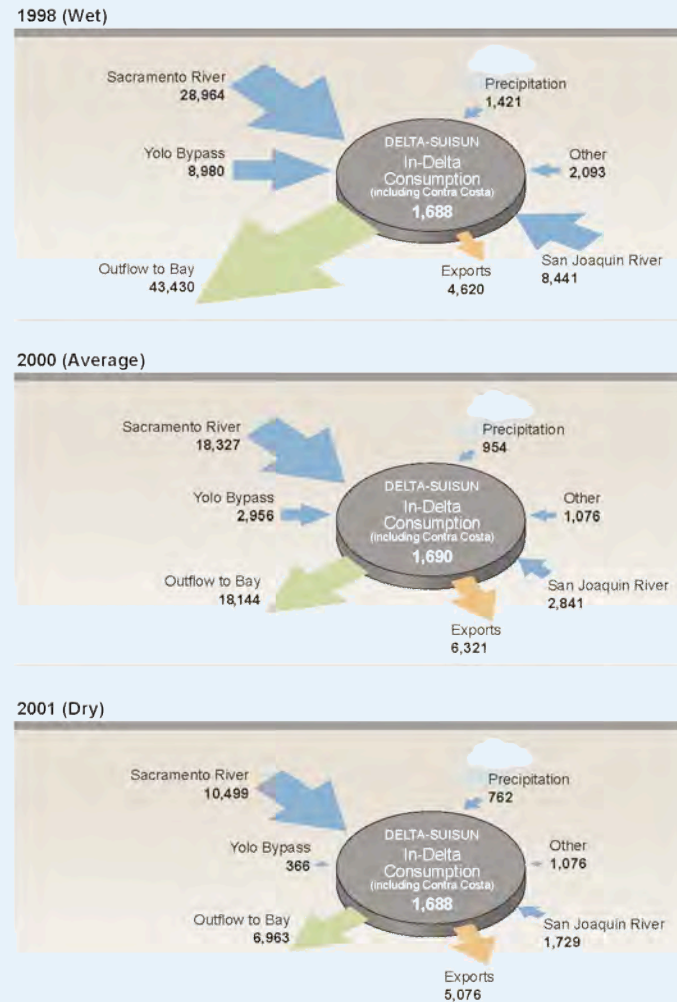 1998 (Wet)
Sacramento River
28,964
Precipitation
1,421
Yolo Bypass
8,980
DELTA-SUISUN
In-Delta
Consumption
(including Contra Costa)
1,688
Other
2,093
Outflow to Bay
43,430
Exports
4,620
San Joaquin River
8,441
2000 (Average)
Sacramento River
18,327
Precipitation
954
Yolo Bypass
2,956
DELTA-SUISUN
In-Delta
Consumption
(including Contra Costa)
1,690
Other
1,076
Outflow to Bay
18,144
Exports
6,321
San Joaquin River
2,841
2001 (Dry)
Sacramento River
10,499
Precipitation
762
Yolo Bypass
366
DELTA-SUISUN
In-Delta
Consumption
(including Contra Costa)
1,688
Other
1,076
Outflow to Bay
6,963
Exports
5,076
San Joaquin River
1,729